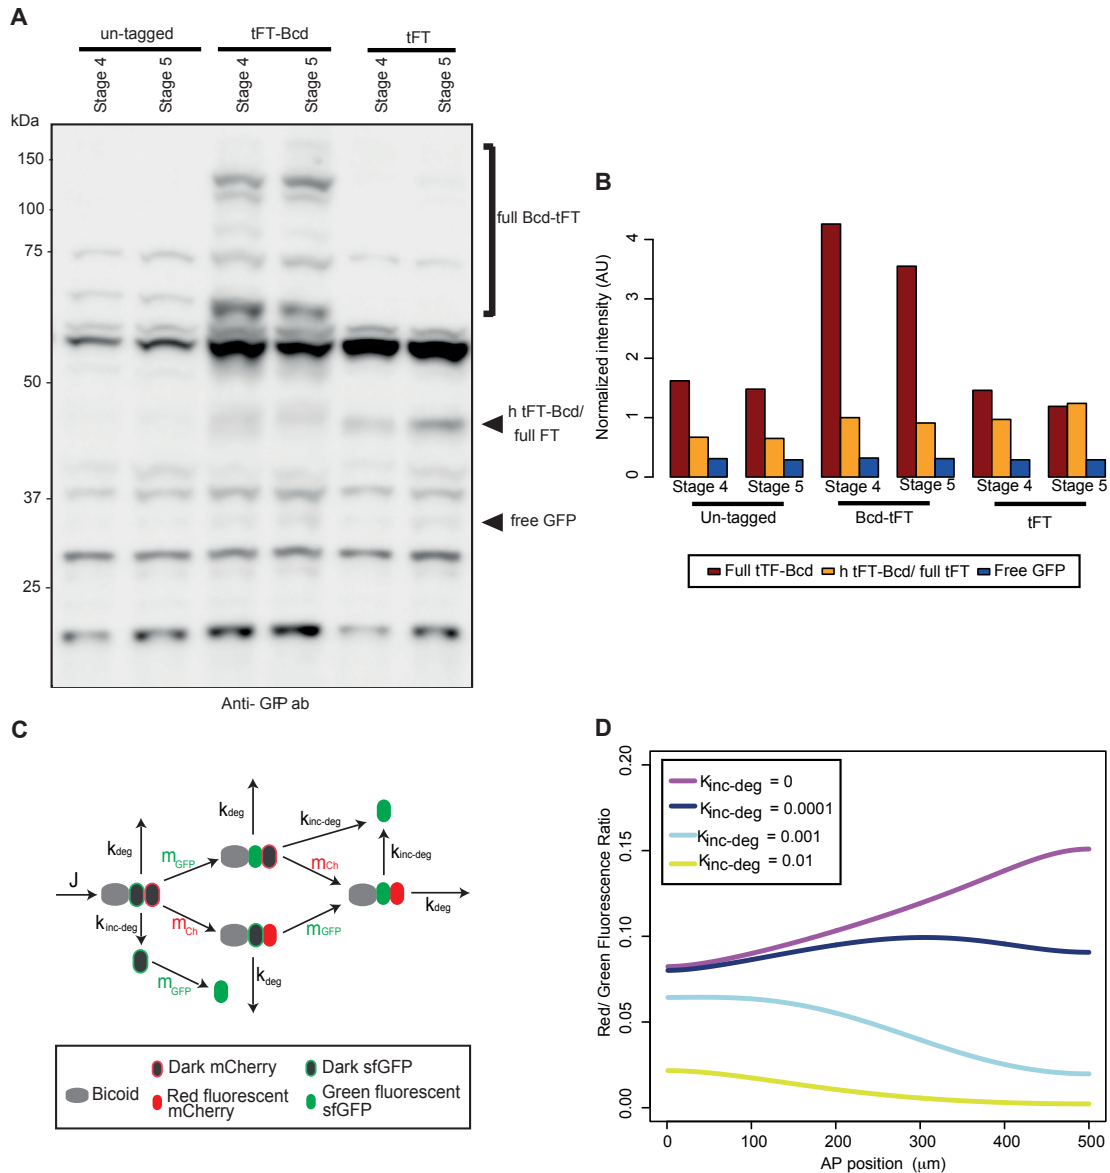 A
un-tagged
tFT-Bcd
tFT
Stage 4
Stage 5
Stage 4
Stage 5
Stage 4
Stage 5
kDa
150
100
75
50
37
25
full Bcd-tFT
h tFT-Bcd/
full FT
free GFP
Anti- GFP ab
B
Normalized intensity (AU)
4
3
2
1
0
Stage 4
Stage 5
Stage 4
Stage 5
Stage 4
Stage 5
Un-tagged
Bcd-tFT
tFT
Full tTF-Bcd
h tFT-Bcd/ full tFT
Free GFP
C
J
kdeg
kinc-deg
mGFP
mCh
mGFP
kdeg
kinc-deg
mCh
kinc-deg
mGFP
kdeg
kdeg
Bicoid
Dark mCherry
Red fluorescent
mCherry
Dark sfGFP
Green fluorescent
sfGFP
D
Red/ Green Fluorescence Ratio
0.20
0.15
0.10
0.05
0.00
Kinc-deg = 0
Kinc-deg = 0.0001
Kinc-deg = 0.001
Kinc-deg = 0.01
0 100 200 300 400 500
AP position (μm)